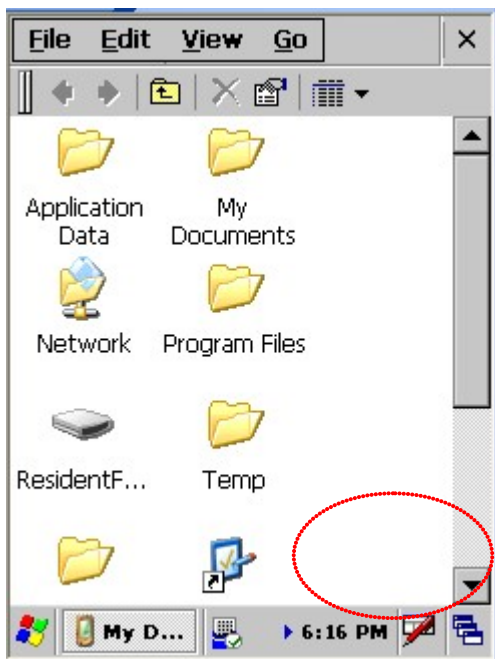 File Edit View Go
Application
Data
My
Documents
Network
Program Files
ResidentF...
Temp
My D...
6:16 PM